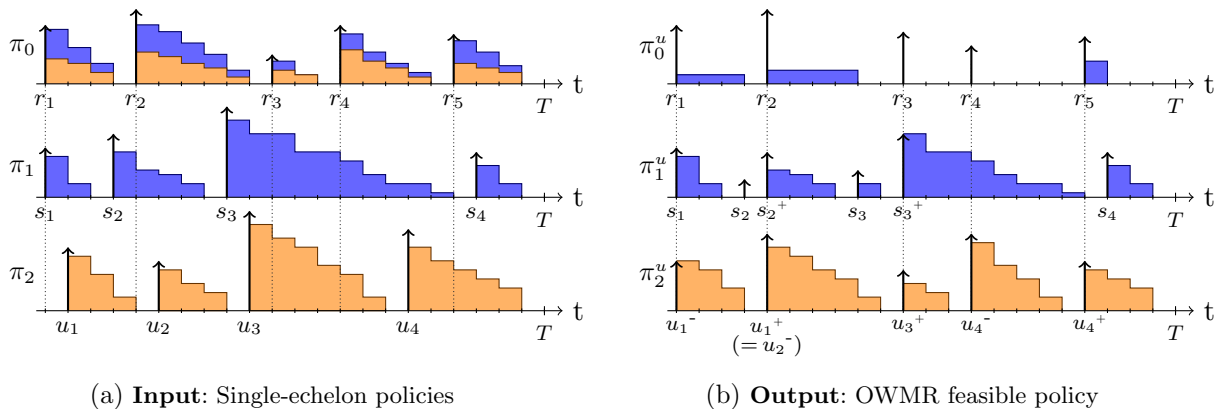 π₀ t
r₁ r₂ r₃ r₄ r₅ T
π₁ t
s₁ s₂ s₃ s₄ T
π₂ t
u₁ u₂ u₃ u₄ T
(a) Input: Single-echelon policies
π₀ᵘ t
r₁ r₂ r₃ r₄ r₅ T
π₁ᵘ t
s₁ s₂ s₂⁺ s₃ s₃⁺ s₄ T
π₂ᵘ t
u₁⁻ u₁⁺ u₃⁺ u₄⁻ u₄⁺ T
(= u₂⁻)
(b) Output: OWMR feasible policy